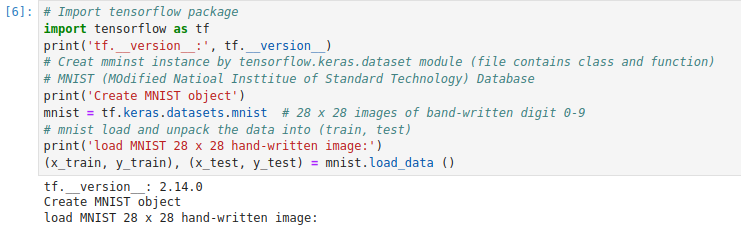 [6]: # Import tensorflow package
import tensorflow as tf
print('tf.__version__:', tf.__version__)
# Creat mminst instance by tensorflow.keras.dataset module (file contains class and function)
# MNIST (MOdified Natioal Insttitue of Standard Technology) Database
print('Create MNIST object')
mnist = tf.keras.datasets.mnist  # 28 x 28 images of band-written digit 0-9
# mnist load and unpack the data into (train, test)
print('load MNIST 28 x 28 hand-written image:')
(x_train, y_train), (x_test, y_test) = mnist.load_data ()
tf.__version__: 2.14.0
Create MNIST object
load MNIST 28 x 28 hand-written image: